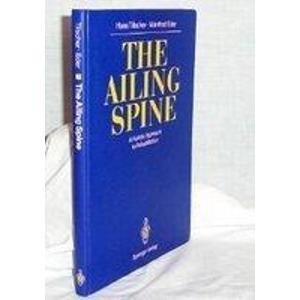 Hans Tilscher · Manfred Eder
THE
AILING
SPINE
A Holistic Approach
to Rehabilitation
Springer-Verlag
Tilscher · Eder
The Ailing Spine